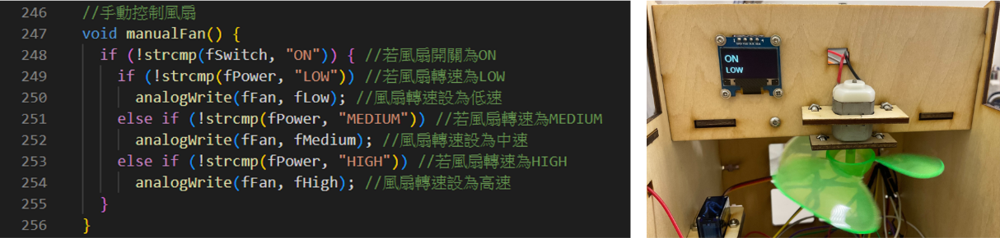 246 //手動控制風扇
247 void manualFan() {
248 if (!strcmp(fSwitch, "ON")) { //若風扇開關為ON
249 if (!strcmp(fPower, "LOW")) //若風扇轉速為LOW
250 analogWrite(fFan, fLow); //風扇轉速設為低速
251 else if (!strcmp(fPower, "MEDIUM")) //若風扇轉速為MEDIUM
252 analogWrite(fFan, fMedium); //風扇轉速設為中速
253 else if (!strcmp(fPower, "HIGH")) //若風扇轉速為HIGH
254 analogWrite(fFan, fHigh); //風扇轉速設為高速
255 }
256 }
ON
LOW